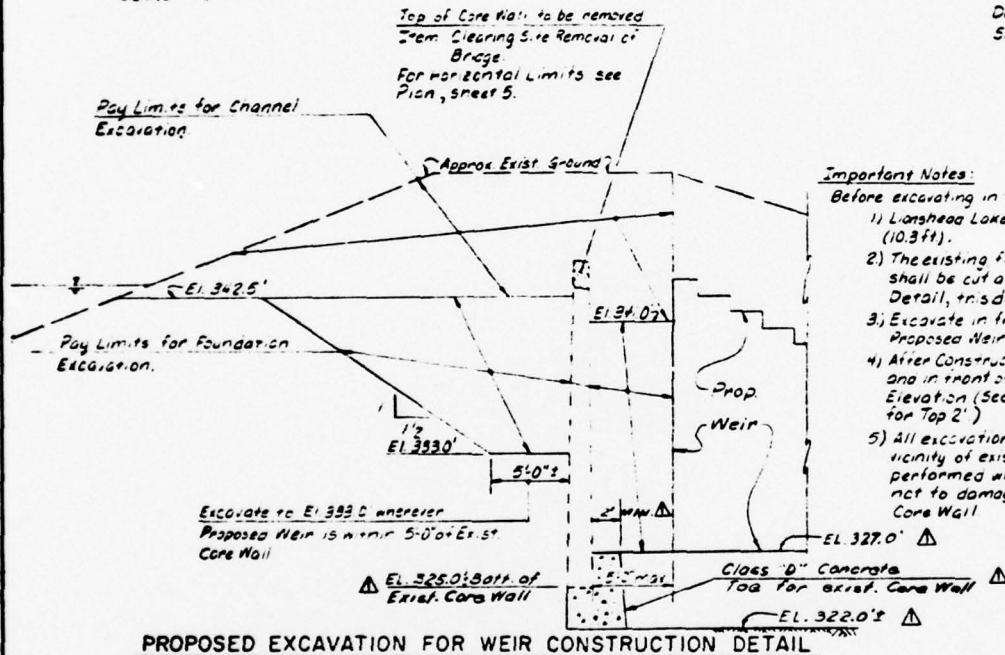 Top of Core Wall to be removed
Item Clearing Site Removal of
Bridge.
For Horizontal Limits see
Plan, sheet 5.
Pay Limits for Channel
Excavation.
Approx. Exist. Ground
Important Notes:
Before excavating in
1) Lionshead Lake
(10.3 ft).
2) The existing
shall be cut
Detail, this
3) Excavate in
Proposed Weir
4) After Construc
and in front
Elevation (Sec
for Top 2'.)
5) All excavation
vicinity of exis
performed
not to damag
Core Wall
El. 342.5'
Pay Limits for Foundation
Excavation.
Prop.
Weir
1
1½
El. 333.0'
5'-0"±
Excavate to El. 333.0' wherever
Proposed Weir is within 5'-0" of Exist.
Core Wall
2' min.
EL. 327.0'
EL. 325.0'± Bott. of
Exist. Core Wall
5'-0" max
Class "D" Concrete
Toe for exist. Core Wall
EL. 322.0'±
PROPOSED EXCAVATION FOR WEIR CONSTRUCTION DETAIL